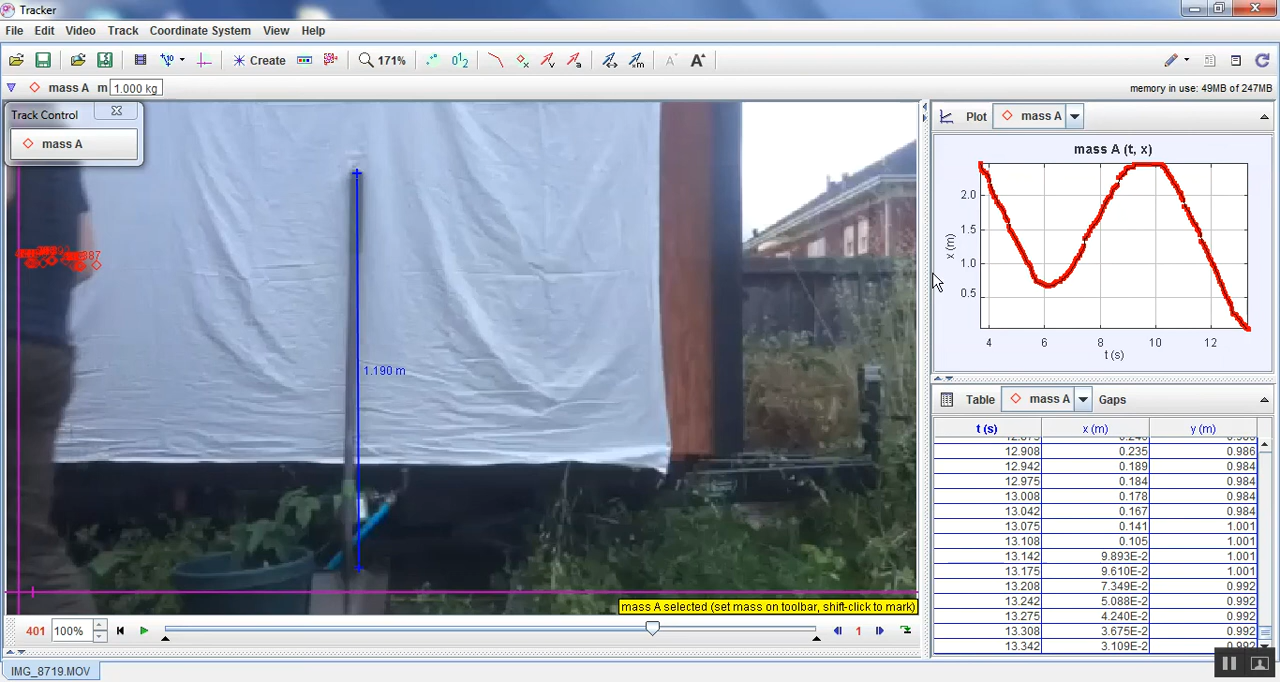 Tracker
File Edit Video Track Coordinate System View Help
Create 171%
mass A m 1.000 kg memory in use: 49MB of 247MB
Track Control
mass A
1.190 m
mass A selected (set mass on toolbar, shift-click to mark)
401 100% 1
IMG_8719.MOV
Plot mass A
mass A (t, x)
x (m)
2.0
1.5
1.0
0.5
4 6 8 10 12
t (s)
Table mass A Gaps
t (s) x (m) y (m)
12.908 0.235 0.986
12.942 0.189 0.984
12.975 0.184 0.984
13.008 0.178 0.984
13.042 0.167 0.984
13.075 0.141 1.001
13.108 0.105 1.001
13.142 9.893E-2 1.001
13.175 9.610E-2 1.001
13.208 7.349E-2 0.992
13.242 5.088E-2 0.992
13.275 4.240E-2 0.992
13.308 3.675E-2 0.992
13.342 3.109E-2 0.992